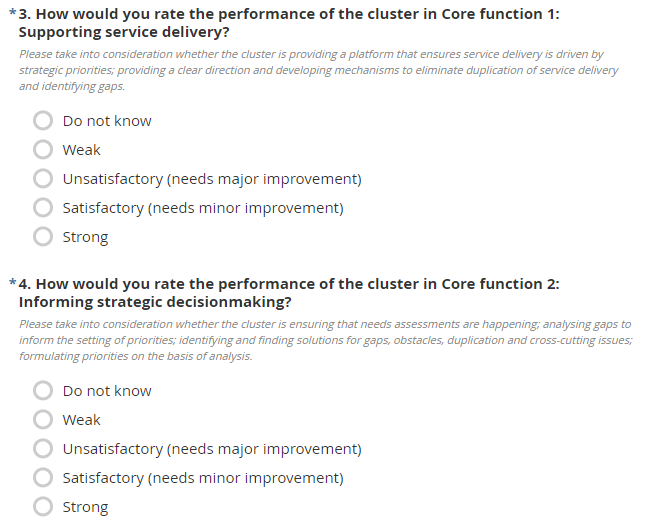 *3. How would you rate the performance of the cluster in Core function 1:
Supporting service delivery?
Please take into consideration whether the cluster is providing a platform that ensures service delivery is driven by
strategic priorities; providing a clear direction and developing mechanisms to eliminate duplication of service delivery
and identifying gaps.
Do not know
Weak
Unsatisfactory (needs major improvement)
Satisfactory (needs minor improvement)
Strong
*4. How would you rate the performance of the cluster in Core function 2:
Informing strategic decisionmaking?
Please take into consideration whether the cluster is ensuring that needs assessments are happening; analysing gaps to
inform the setting of priorities; identifying and finding solutions for gaps, obstacles, duplication and cross-cutting issues;
formulating priorities on the basis of analysis.
Do not know
Weak
Unsatisfactory (needs major improvement)
Satisfactory (needs minor improvement)
Strong